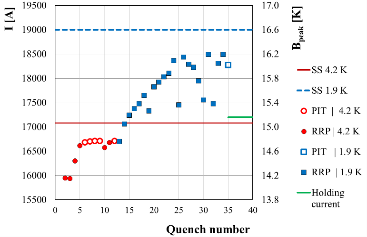 I [A]
B peak [K]
19500
19000
18500
18000
17500
17000
16500
16000
15500
17.0
16.6
16.2
15.8
15.4
15.0
14.6
14.2
13.8
0 5 10 15 20 25 30 35 40
Quench number
SS 4.2 K
SS 1.9 K
PIT | 4.2 K
RRP | 4.2 K
PIT | 1.9 K
RRP | 1.9 K
Holding
current